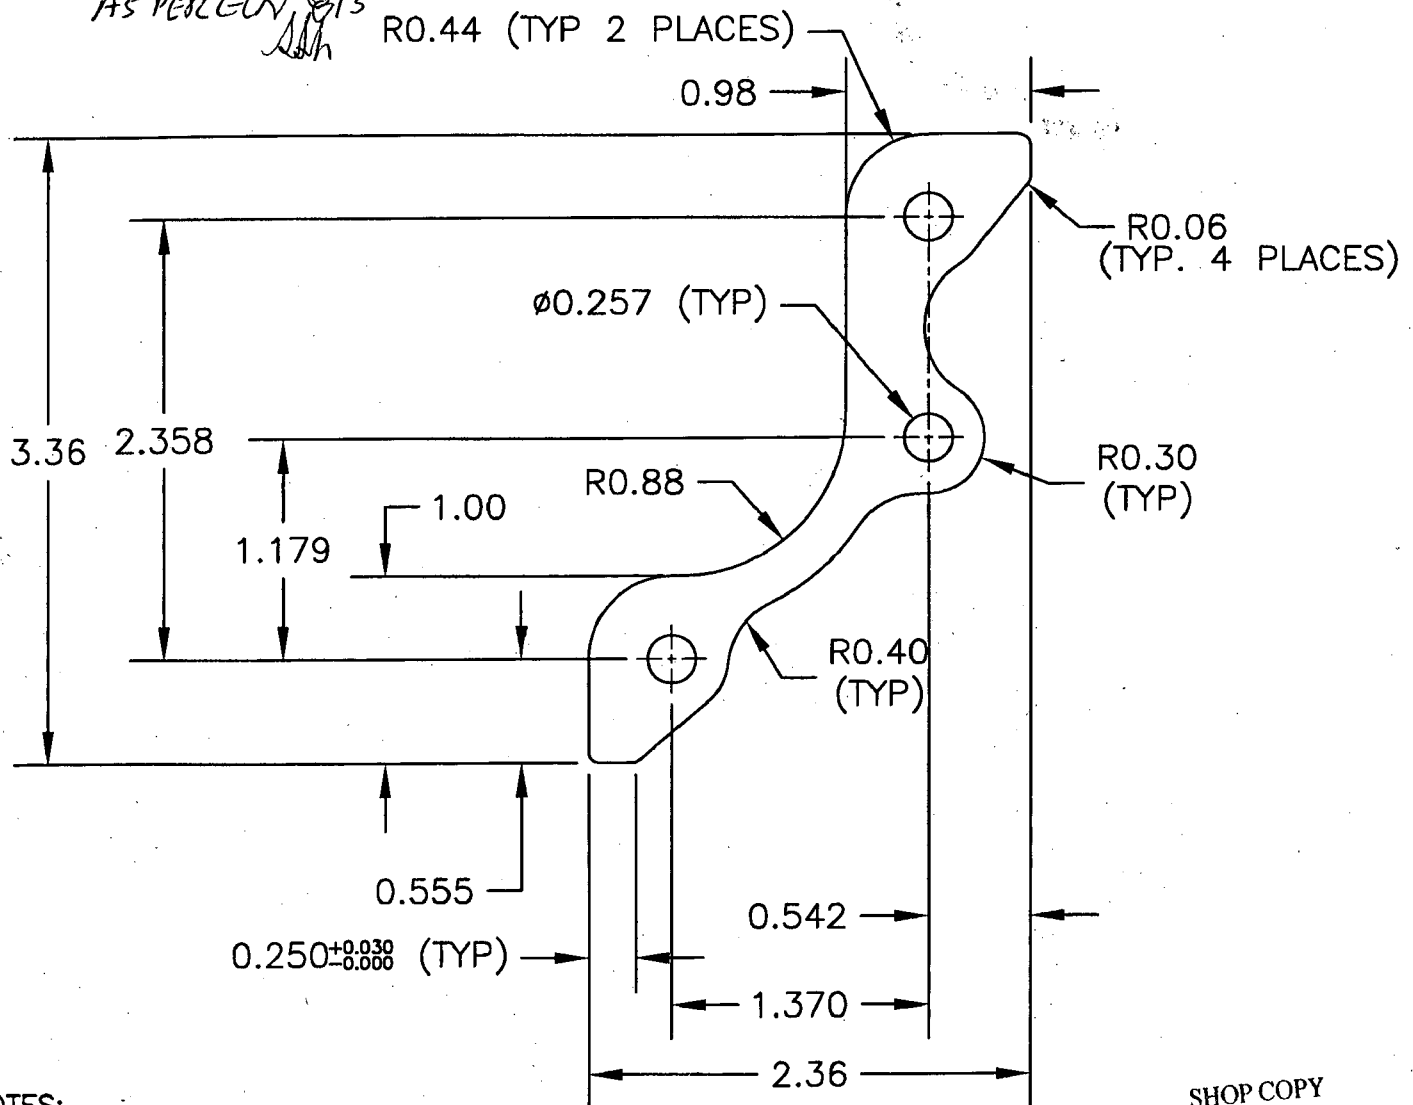 AS PER
R0.44 (TYP 2 PLACES)
0.98
R0.06
(TYP. 4 PLACES)
ø0.257 (TYP)
3.36
2.358
R0.30
(TYP)
R0.88
1.00
1.179
R0.40
(TYP)
0.555
0.542
0.250+0.030-0.000 (TYP)
1.370
2.36
SHOP COPY